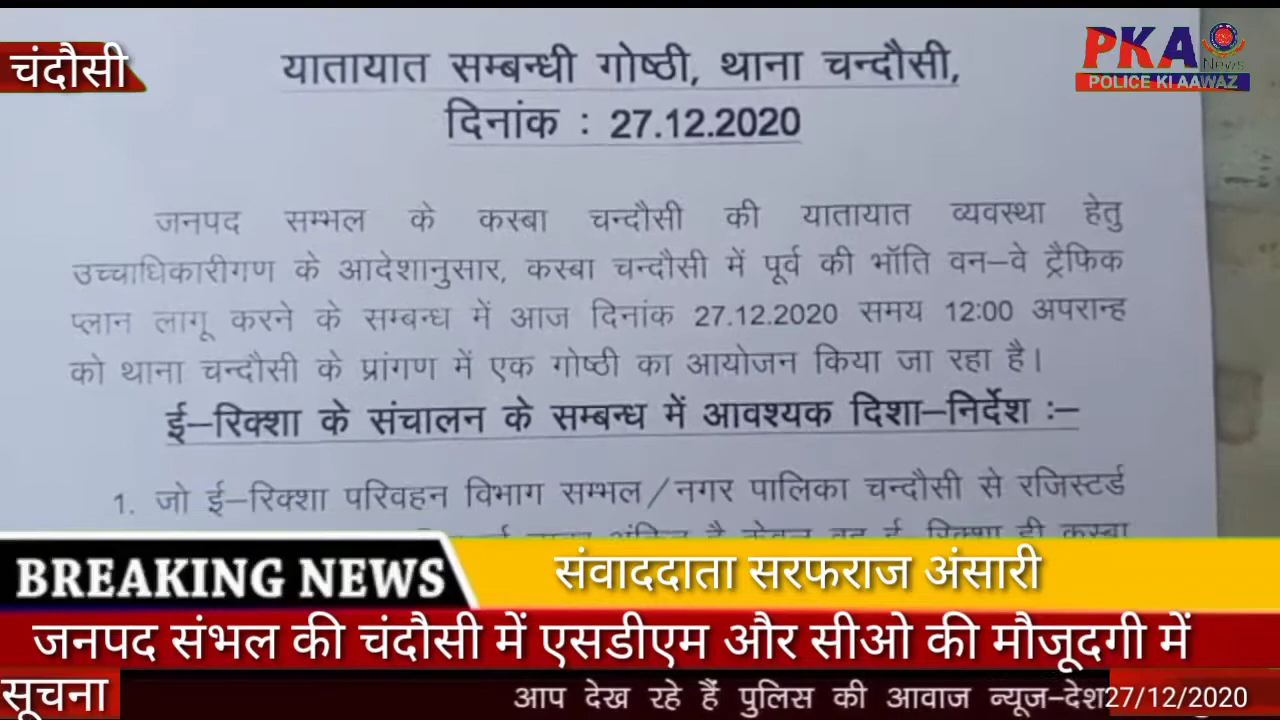 चंदौसी
यातायात सम्बन्धी गोष्ठी, थाना चन्दौसी,
दिनांक : 27.12.2020
PKA
News
POLICE KI AAWAZ
जनपद सम्भल के कस्बा चन्दौसी की यातायात व्यवस्था हेतु
उच्चाधिकारीगण के आदेशानुसार, कस्बा चन्दौसी में पूर्व की भॉति वन–वे ट्रैफिक
प्लान लागू करने के सम्बन्ध में आज दिनांक 27.12.2020 समय 12:00 अपरान्ह
को थाना चन्दौसी के प्रांगण में एक गोष्ठी का आयोजन किया जा रहा है।
ई–रिक्शा के संचालन के सम्बन्ध में आवश्यक दिशा–निर्देश :–
1. जो ई–रिक्शा परिवहन विभाग सम्भल/नगर पालिका चन्दौसी से रजिस्टर्ड
BREAKING NEWS
संवाददाता सरफराज अंसारी
जनपद संभल की चंदौसी में एसडीएम और सीओ की मौजूदगी में
सूचना
आप देख रहे हैं पुलिस की आवाज न्यूज–देश
27/12/2020